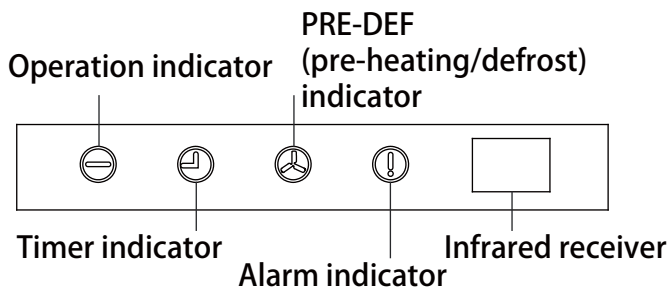 Operation indicator
PRE-DEF
(pre-heating/defrost)
indicator
Timer indicator
Alarm indicator
Infrared receiver